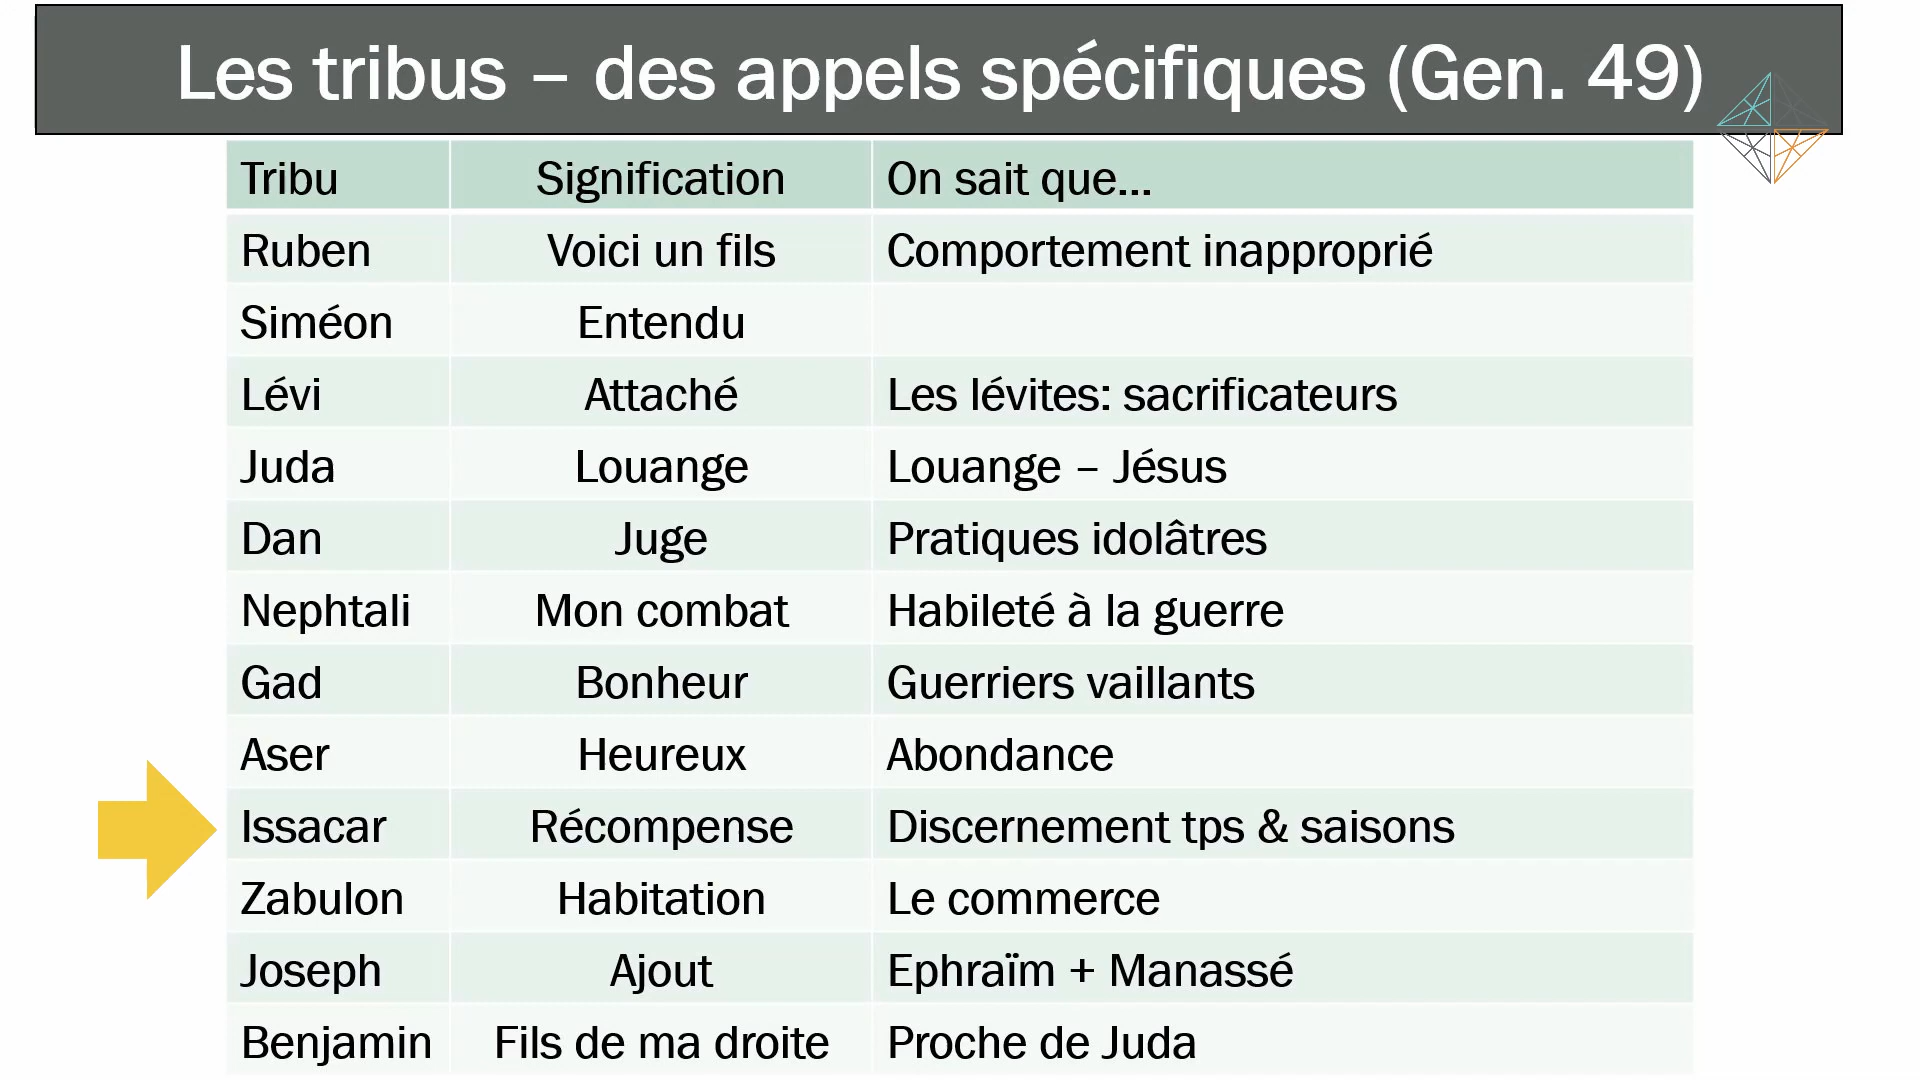 Les tribus – des appels spécifiques (Gen. 49)
Tribu Signification On sait que...
Ruben Voici un fils Comportement inapproprié
Siméon Entendu
Lévi Attaché Les lévites: sacrificateurs
Juda Louange Louange – Jésus
Dan Juge Pratiques idolâtres
Nephtali Mon combat Habileté à la guerre
Gad Bonheur Guerriers vaillants
Aser Heureux Abondance
Issacar Récompense Discernement tps & saisons
Zabulon Habitation Le commerce
Joseph Ajout Ephraïm + Manassé
Benjamin Fils de ma droite Proche de Juda